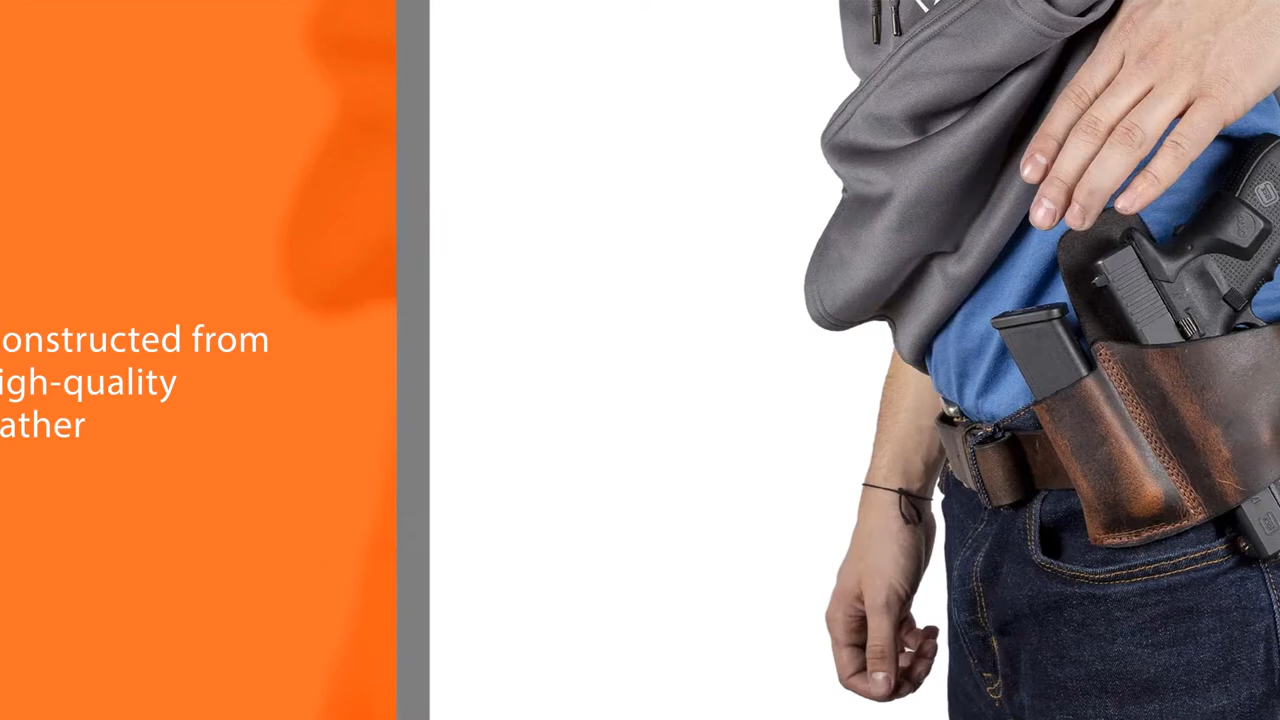 onstructed from
igh-quality
ather